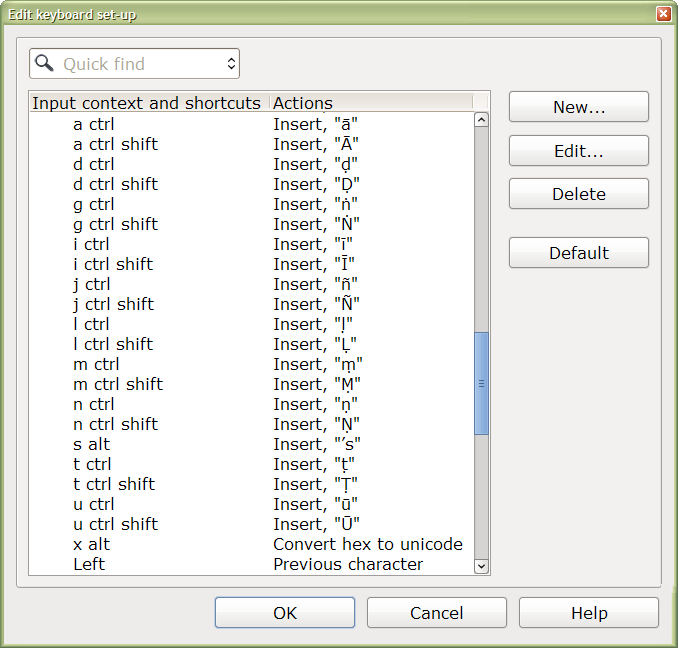 Edit keyboard set-up
Quick find
Input context and shortcuts Actions
a ctrl Insert, "ā"
a ctrl shift Insert, "Ā"
d ctrl Insert, "ḍ"
d ctrl shift Insert, "Ḍ"
g ctrl Insert, "ṅ"
g ctrl shift Insert, "Ṅ"
i ctrl Insert, "ī"
i ctrl shift Insert, "Ī"
j ctrl Insert, "ñ"
j ctrl shift Insert, "Ñ"
l ctrl Insert, "ḷ"
l ctrl shift Insert, "Ḷ"
m ctrl Insert, "ṃ"
m ctrl shift Insert, "Ṃ"
n ctrl Insert, "ṇ"
n ctrl shift Insert, "Ṇ"
s alt Insert, "’s"
t ctrl Insert, "ṭ"
t ctrl shift Insert, "Ṭ"
u ctrl Insert, "ū"
u ctrl shift Insert, "Ū"
x alt Convert hex to unicode
Left Previous character
New...
Edit...
Delete
Default
OK Cancel Help